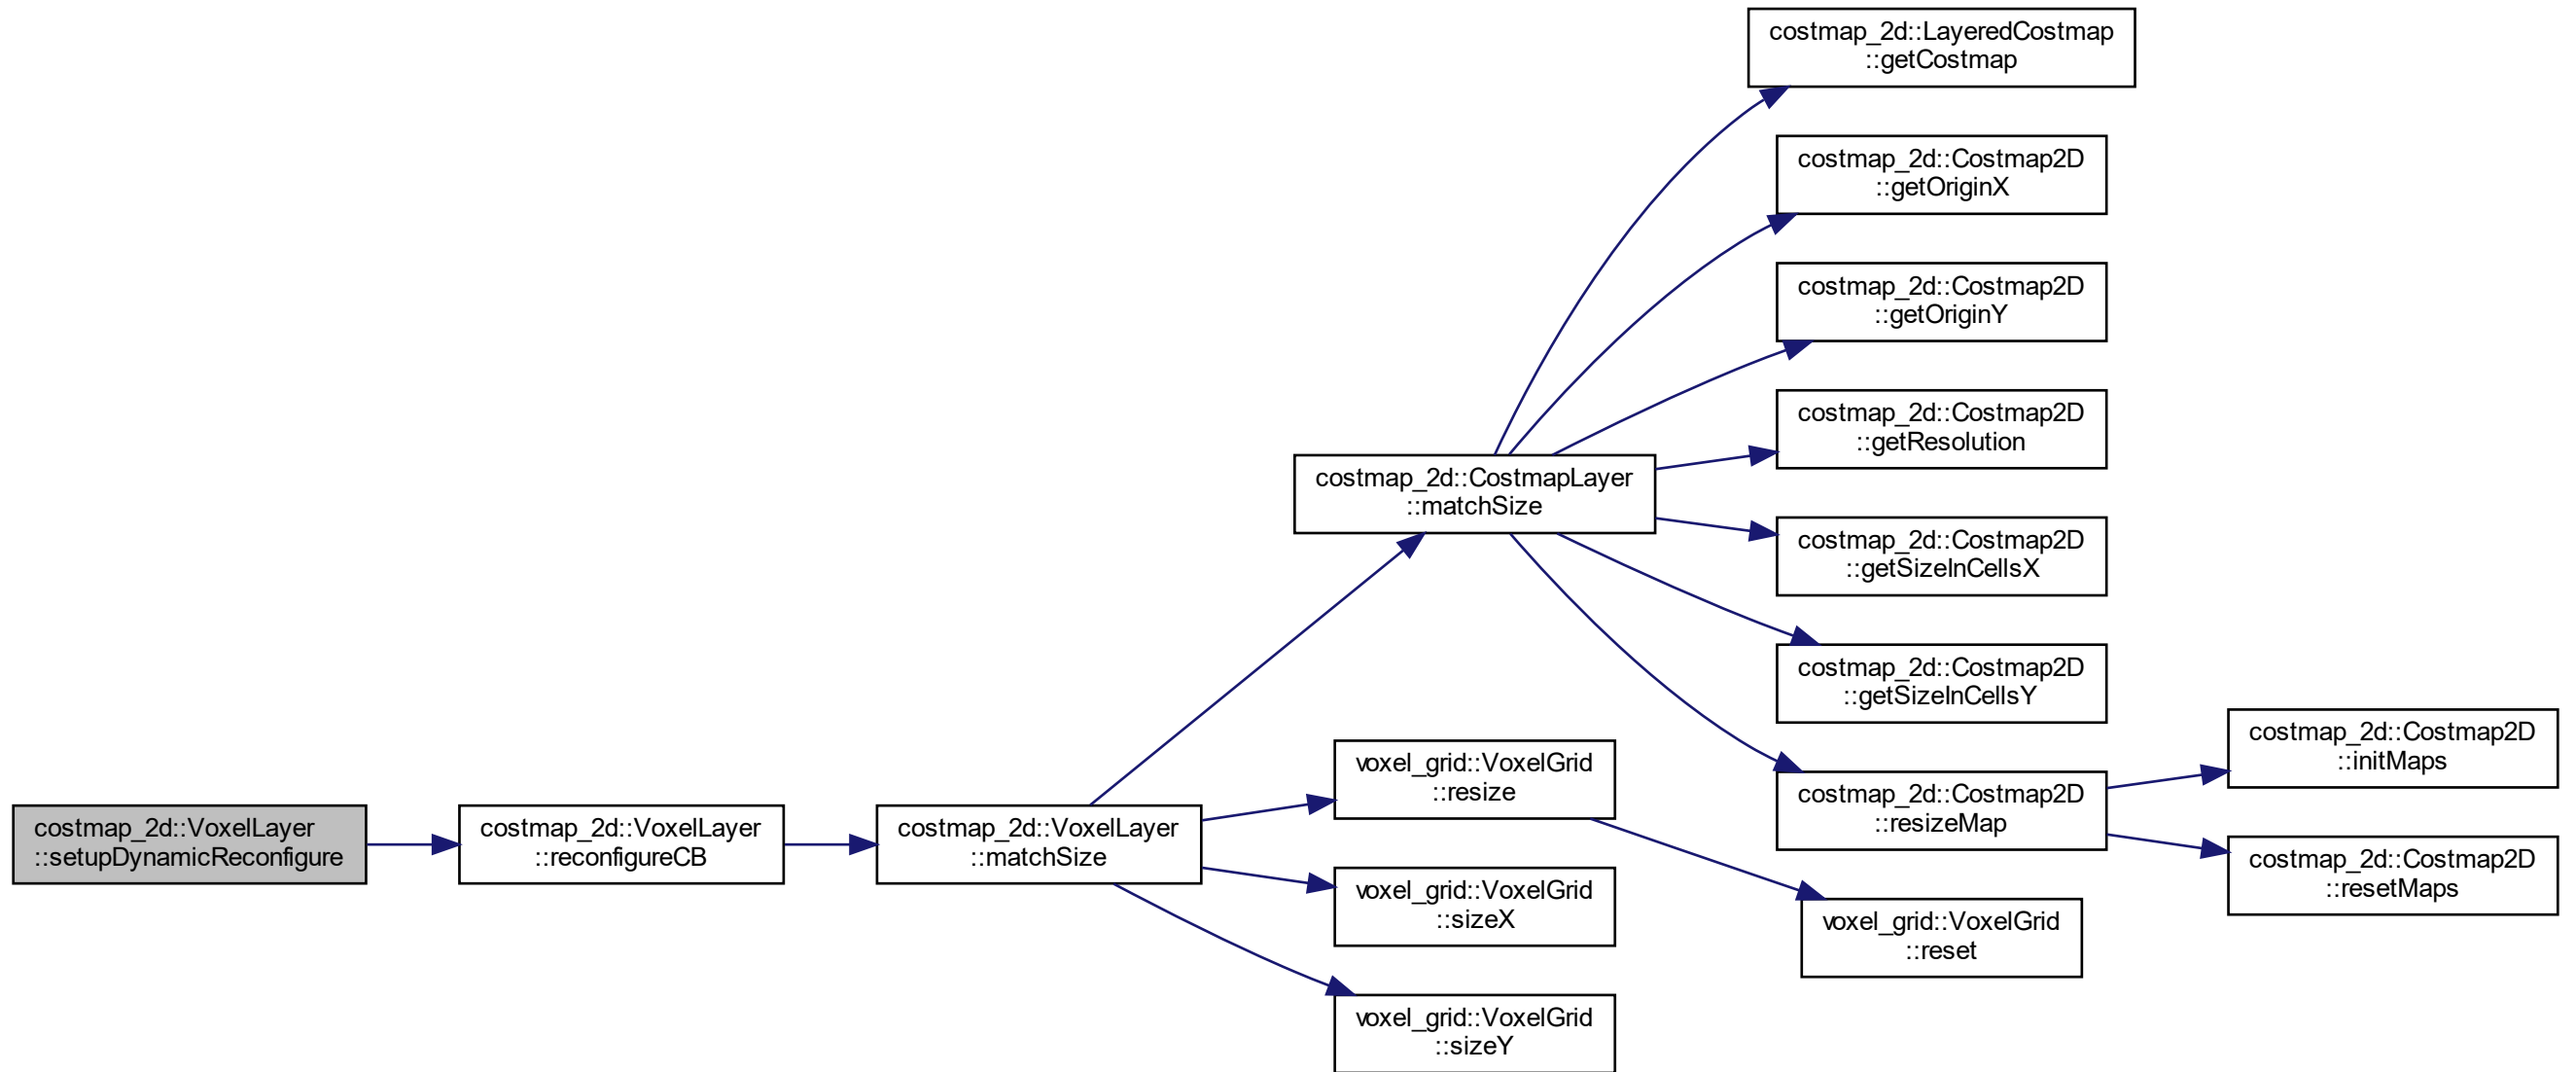 costmap_2d::LayeredCostmap
::getCostmap
costmap_2d::Costmap2D
::getOriginX
costmap_2d::Costmap2D
::getOriginY
costmap_2d::Costmap2D
::getResolution
costmap_2d::CostmapLayer
::matchSize
costmap_2d::Costmap2D
::getSizeInCellsX
costmap_2d::Costmap2D
::getSizeInCellsY
costmap_2d::Costmap2D
::initMaps
voxel_grid::VoxelGrid
::resize
costmap_2d::Costmap2D
::resizeMap
costmap_2d::VoxelLayer
::setupDynamicReconfigure
costmap_2d::VoxelLayer
::reconfigureCB
costmap_2d::VoxelLayer
::matchSize
costmap_2d::Costmap2D
::resetMaps
voxel_grid::VoxelGrid
::sizeX
voxel_grid::VoxelGrid
::reset
voxel_grid::VoxelGrid
::sizeY